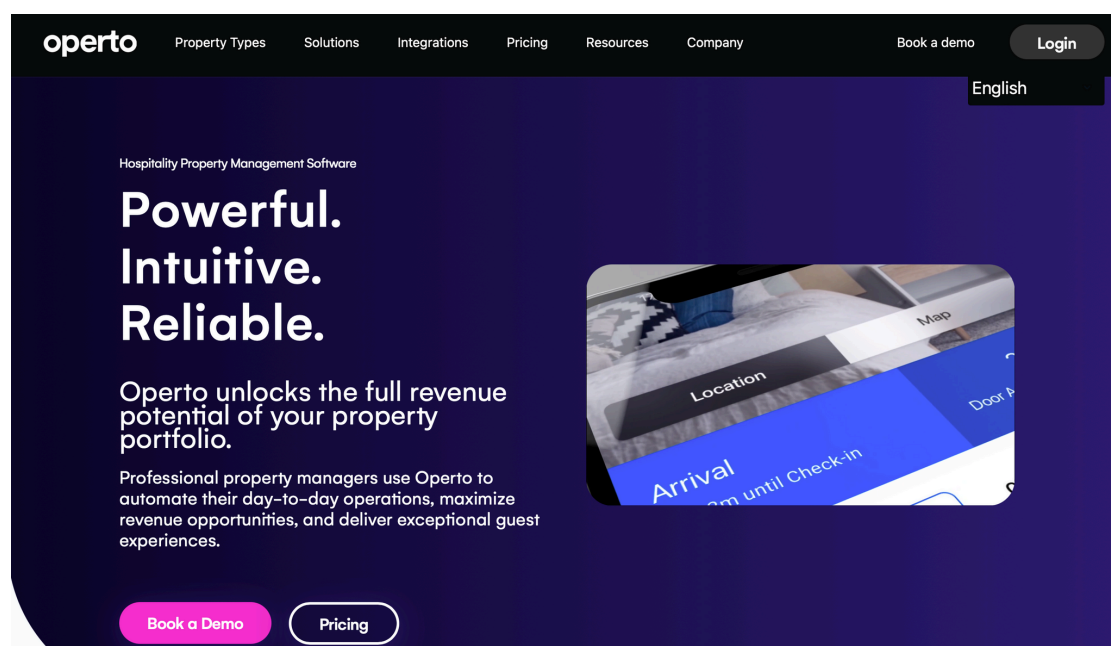 operto
Property Types
Solutions
Integrations
Pricing
Resources
Company
Book a demo
Login
English
Hospitality Property Management Software
Powerful.
Intuitive.
Reliable.
Operto unlocks the full revenue
potential of your property
portfolio.
Professional property managers use Operto to
automate their day-to-day operations, maximize
revenue opportunities, and deliver exceptional guest
experiences.
Map
Location
Door
Arrival
until Check-in
Book a Demo
Pricing